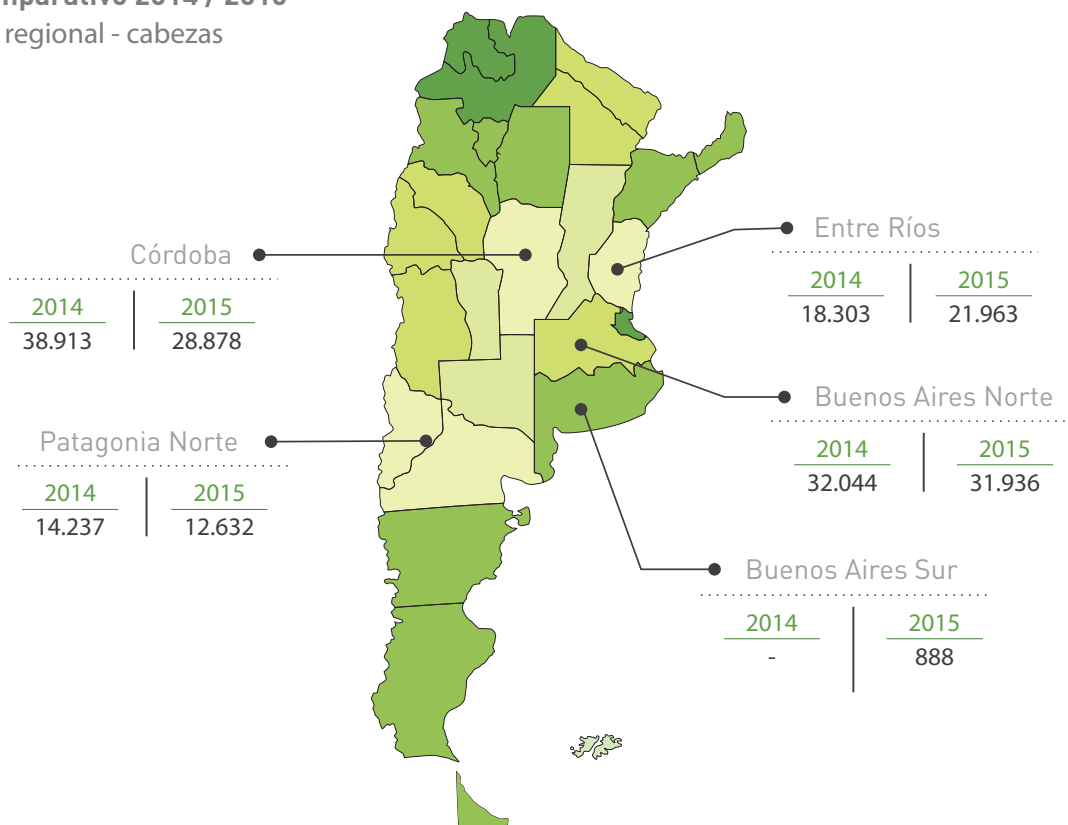 2014 /
regional - cabezas
Córdoba
2014 2015
38.913 28.878
Entre Ríos
2014 2015
18.303 21.963
Patagonia Norte
2014 2015
14.237 12.632
Buenos Aires Norte
2014 2015
32.044 31.936
Buenos Aires Sur
2014 2015
- 888